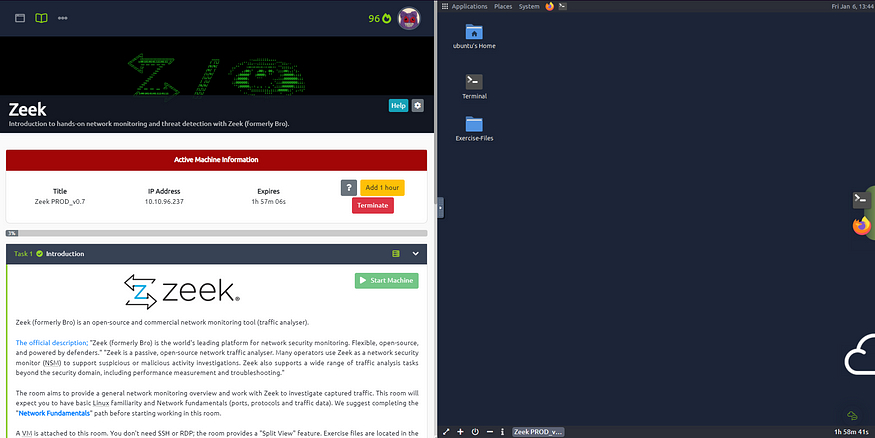 96
Zeek
Introduction to hands-on network monitoring and threat detection with Zeek (formerly Bro).
Help
Active Machine Information
Title
IP Address
Expires
?
Add 1 hour
Zeek PROD_v0.7
10.10.96.237
1h 57m 06s
Terminate
3%
Task 1
Introduction
Start Machine
zeek®
Zeek (formerly Bro) is an open-source and commercial network monitoring tool (traffic analyser).
The official description; "Zeek (formerly Bro) is the world's leading platform for network security monitoring. Flexible, open-source,
and powered by defenders." "Zeek is a passive, open-source network traffic analyser. Many operators use Zeek as a network security
monitor (NSM) to support suspicious or malicious activity investigations. Zeek also supports a wide range of traffic analysis tasks
beyond the security domain, including performance measurement and troubleshooting."
The room aims to provide a general network monitoring overview and work with Zeek to investigate captured traffic. This room will
expect you to have basic Linux familiarity and Network fundamentals (ports, protocols and traffic data). We suggest completing the
"Network Fundamentals" path before starting working in this room.
A VM is attached to this room. You don't need SSH or RDP; the room provides a "Split View" feature. Exercise files are located in the
Applications Places System
Fri Jan 6, 13:44
ubuntu's Home
Terminal
Exercise-Files
Zeek PROD_v...
1h 58m 41s